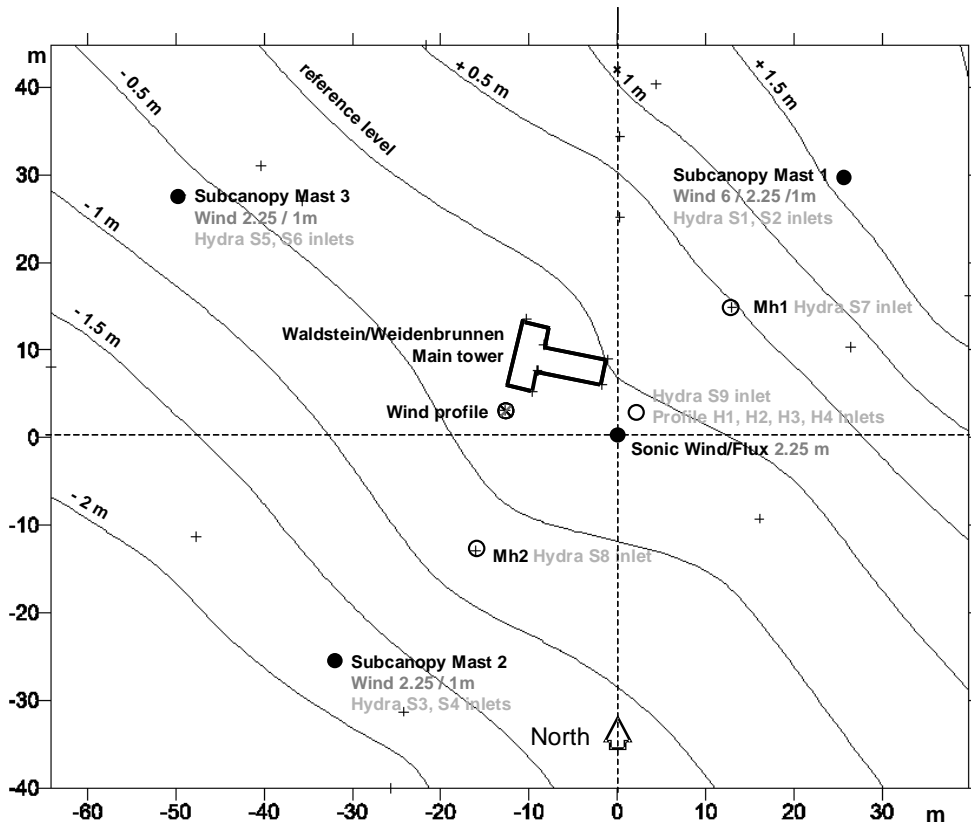 m
40
30
20
10
0
-10
-20
-30
-40
- 0.5 m
reference level
+ 0.5 m
+ 1 m
+ 1.5 m
Subcanopy Mast 1
Wind 6 / 2.25 /1m
Hydra S1, S2 inlets
Subcanopy Mast 3
Wind 2.25 / 1m
Hydra S5, S6 inlets
- 1 m
- 1.5 m
Mh1 Hydra S7 inlet
Waldstein/Weidenbrunnen
Main tower
Hydra S9 inlet
Profile H1, H2, H3, H4 inlets
Wind profile
Sonic Wind/Flux 2.25 m
- 2 m
Mh2 Hydra S8 inlet
Subcanopy Mast 2
Wind 2.25 / 1m
Hydra S3, S4 inlets
North
-60 -50 -40 -30 -20 -10 0 10 20 30 m